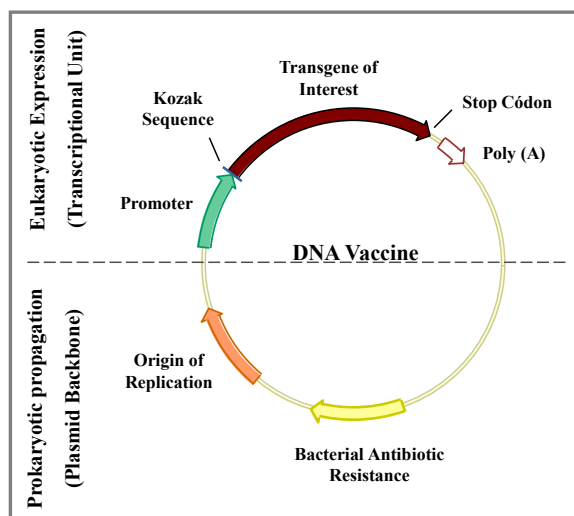 Eukaryotic Expression
(Transcriptional Unit)
Transgene of
Interest
Kozak
Sequence
Stop Códon
Poly (A)
Promoter
DNA Vaccine
Prokaryotic propagation
(Plasmid Backbone)
Origin of
Replication
Bacterial Antibiotic
Resistance